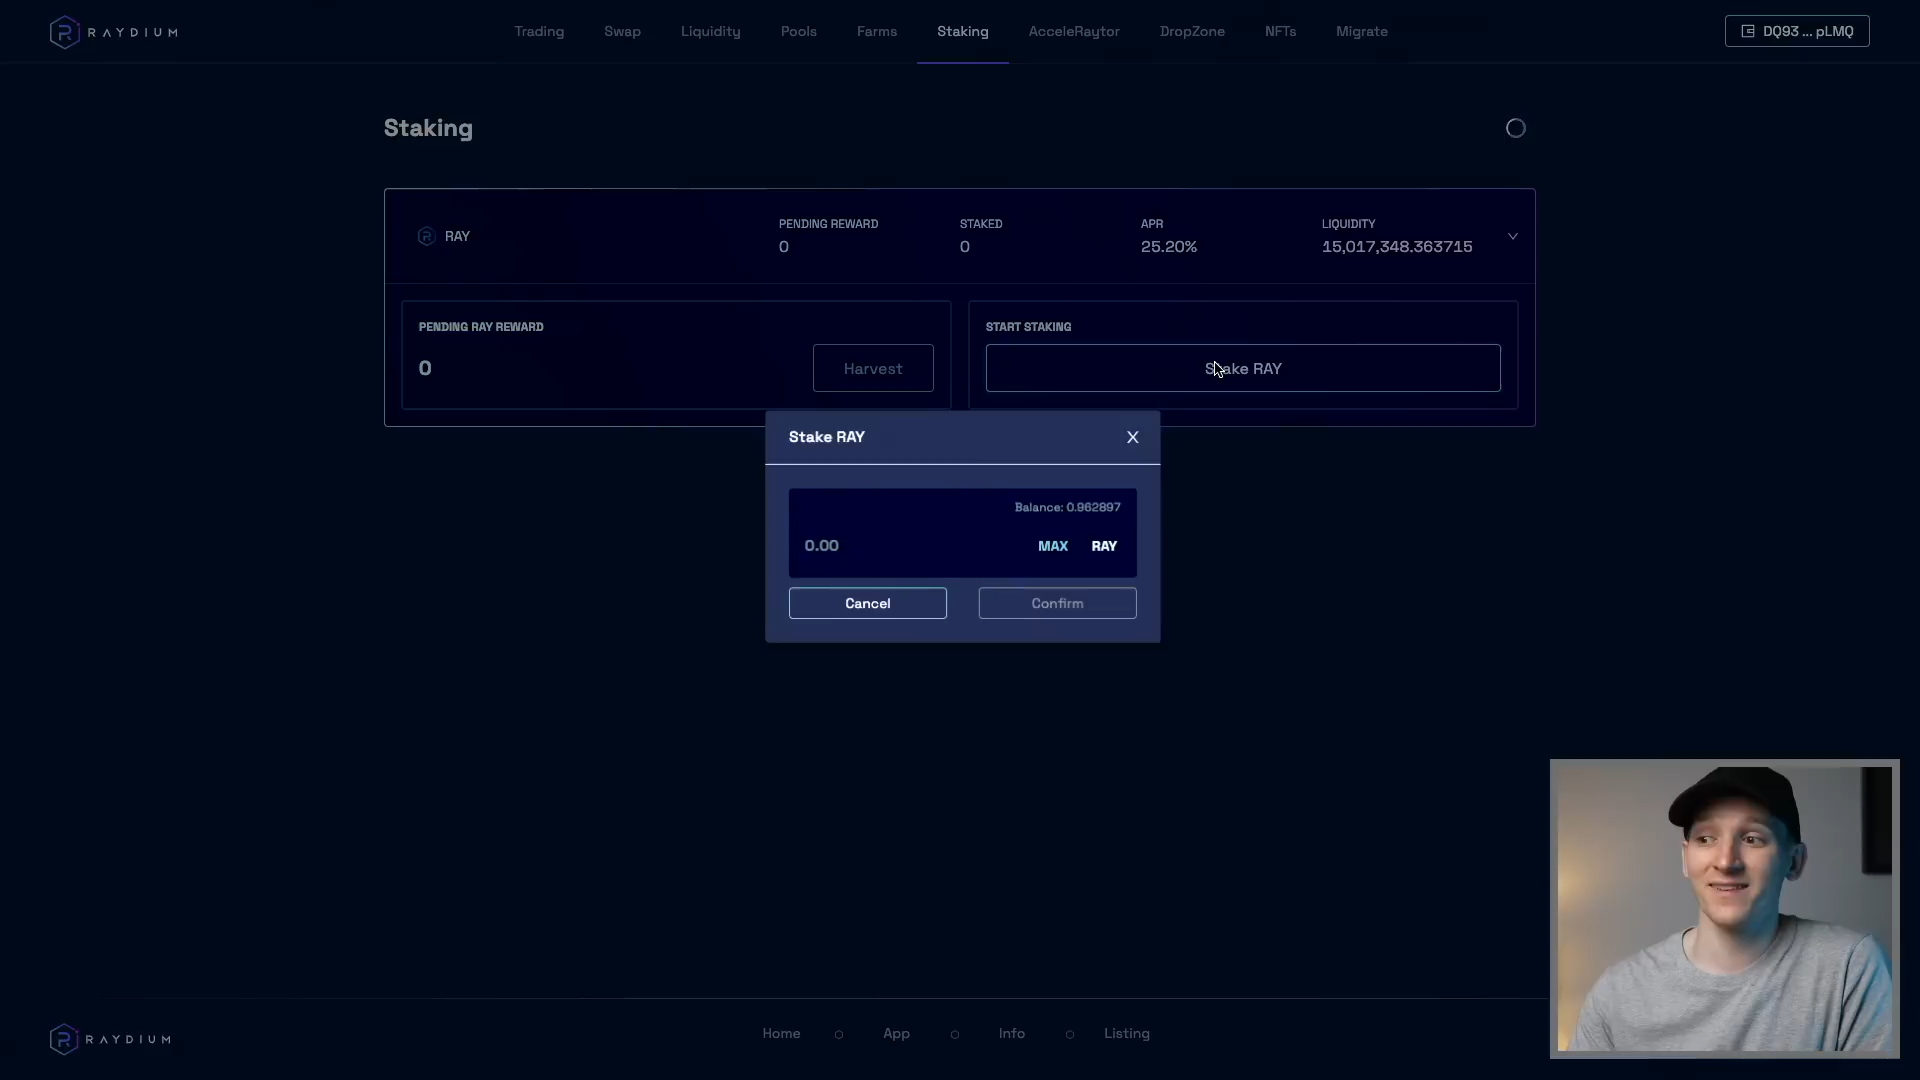 RAYDIUM
Trading Swap Liquidity Pools Farms Staking AcceleRaytor DropZone NFTs Migrate
DQ93 ... pLMQ
Staking
RAY
PENDING REWARD
0
STAKED
0
APR
25.20%
LIQUIDITY
15,017,348.363715
PENDING RAY REWARD
0
Harvest
START STAKING
Stake RAY
Stake RAY
X
Balance: 0.962897
0.00
MAX RAY
Cancel
Confirm
RAYDIUM
Home App Info Listing